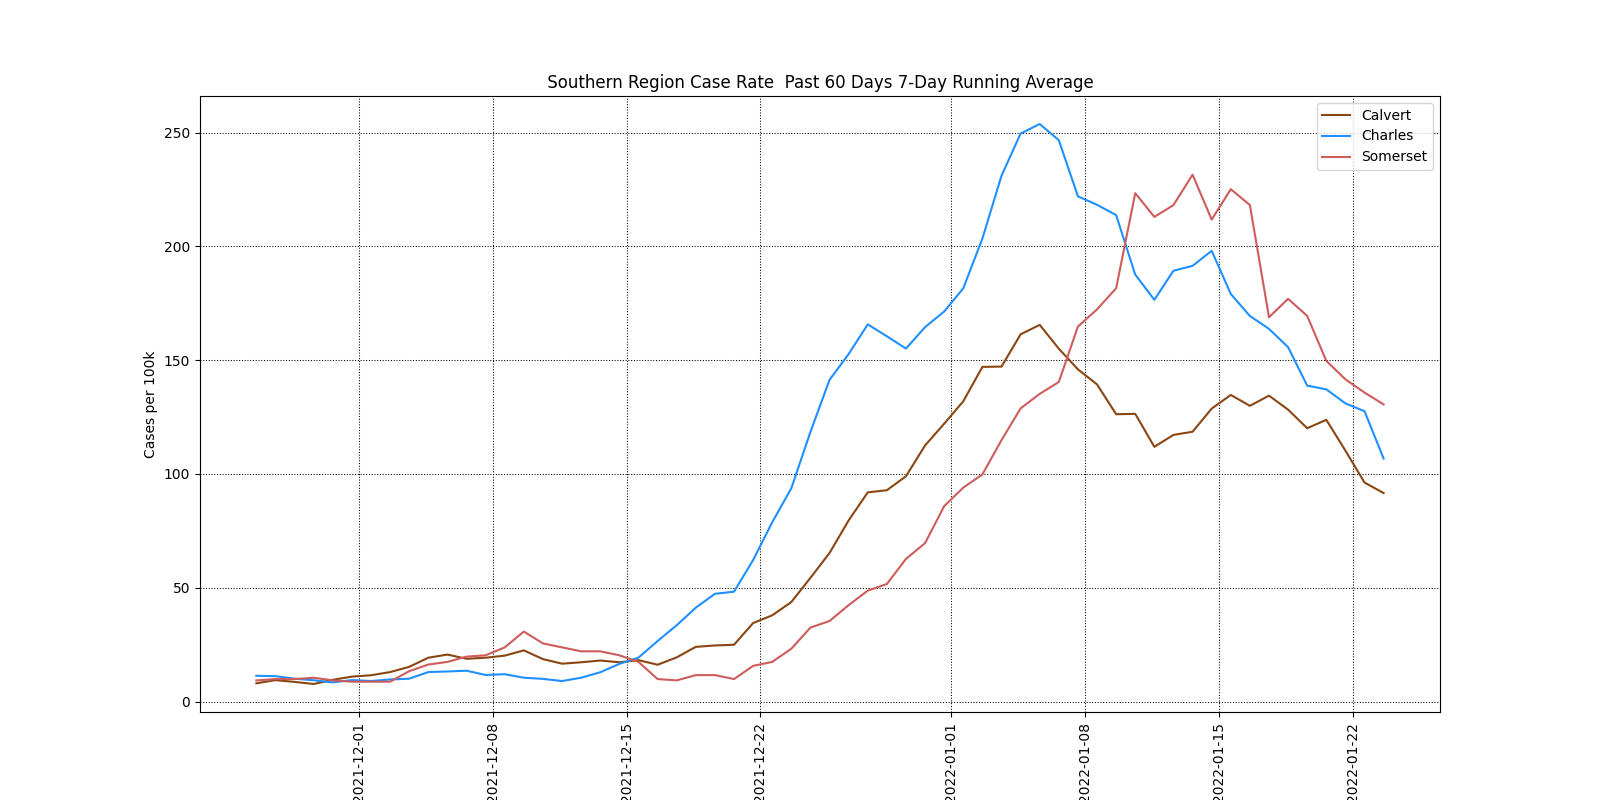 Southern Region Case Rate  Past 60 Days 7-Day Running Average
Calvert
Charles
Somerset
Cases per 100k
250
200
150
100
50
0
2021-12-01
2021-12-08
2021-12-15
2021-12-22
2022-01-01
2022-01-08
2022-01-15
2022-01-22